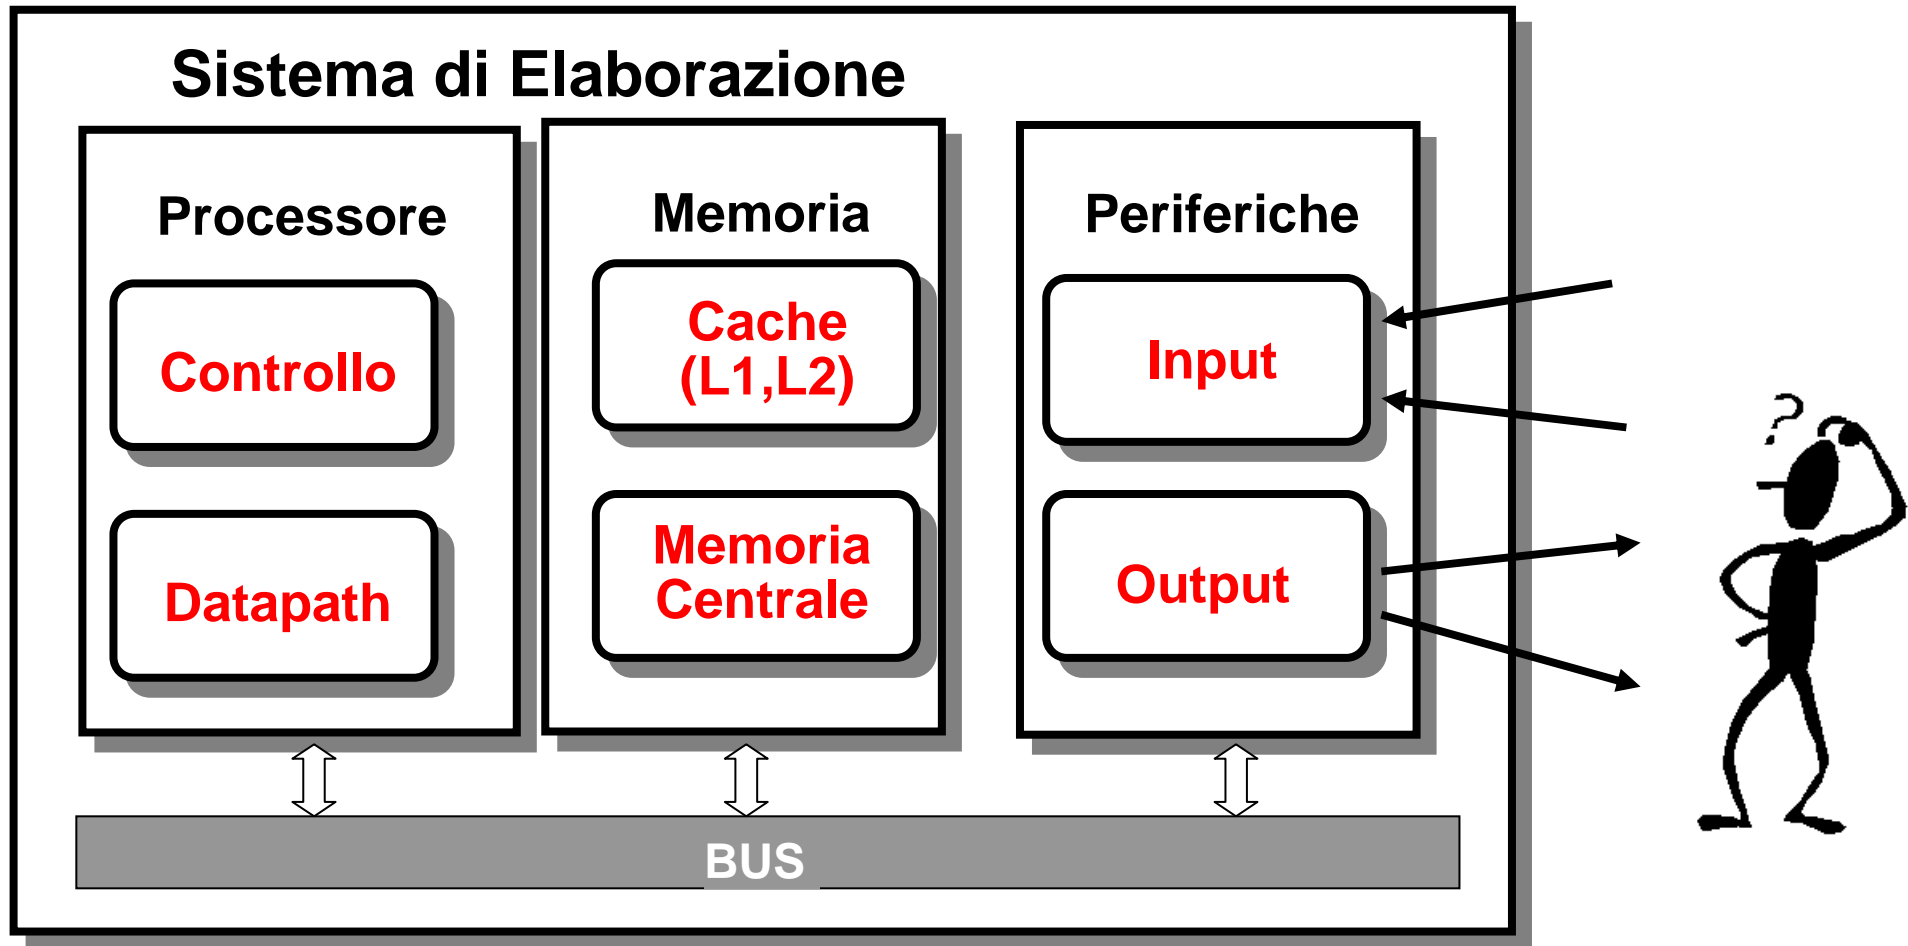 Sistema di Elaborazione
Processore
Controllo
Datapath
Memoria
Cache
(L1,L2)
Memoria
Centrale
Periferiche
Input
Output
?
BUS